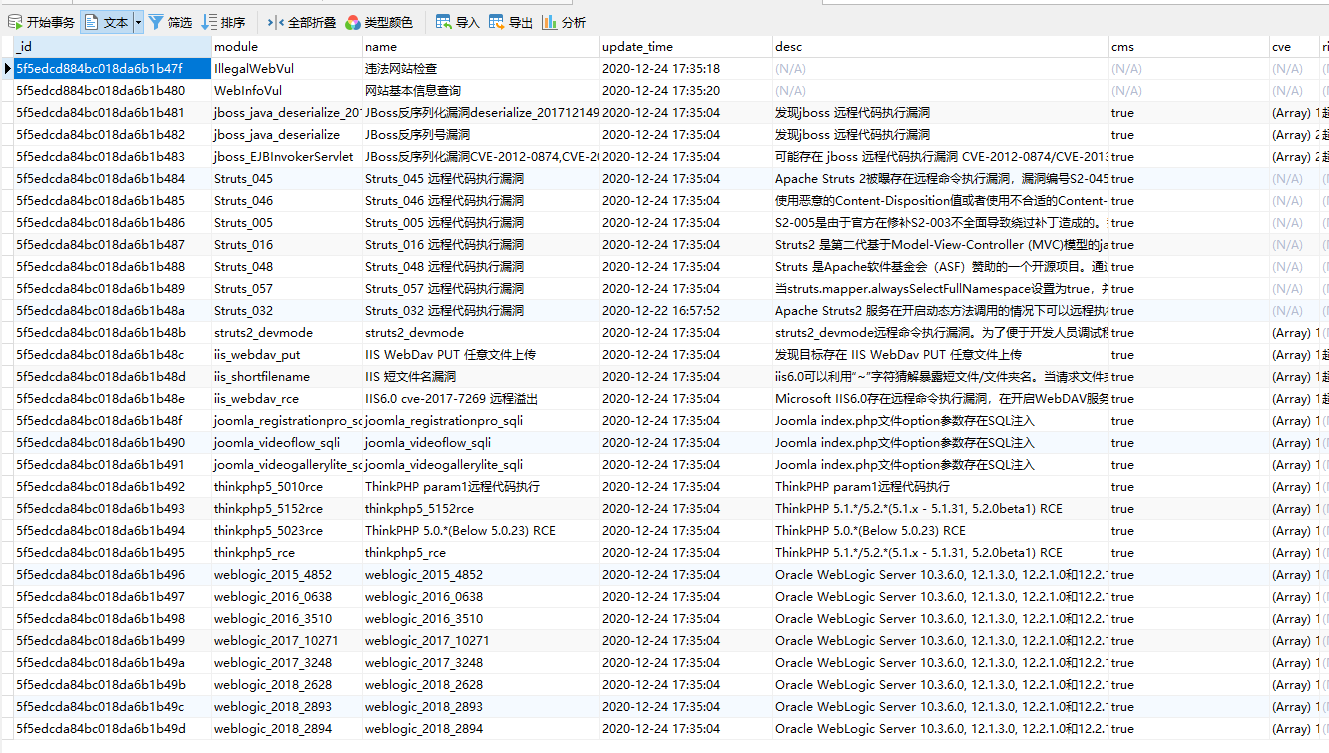 开始事务 文本 筛选 排序 全部折叠 类型颜色 导入 导出 分析
_id module name update_time desc cms cve ri
5f5edcd884bc018da6b1b47f IllegalWebVul 违法网站检查 2020-12-24 17:35:18 (N/A) (N/A) (N/A)
5f5edcd884bc018da6b1b480 WebInfoVul 网站基本信息查询 2020-12-24 17:35:20 (N/A) (N/A) (N/A)
5f5edcda84bc018da6b1b481 jboss_java_deserialize_201 JBoss反序列化漏洞deserialize_201712149 2020-12-24 17:35:04 发现jboss 远程代码执行漏洞 true (Array) 1
5f5edcda84bc018da6b1b482 jboss_java_deserialize JBoss反序列号漏洞 2020-12-24 17:35:04 发现jboss 远程代码执行漏洞 true (Array) 2
5f5edcda84bc018da6b1b483 jboss_EJBInvokerServlet JBoss反序列化漏洞CVE-2012-0874,CVE-20 2020-12-24 17:35:04 可能存在 jboss 远程代码执行漏洞 CVE-2012-0874/CVE-2013 true (Array) 2
5f5edcda84bc018da6b1b484 Struts_045 Struts_045 远程代码执行漏洞 2020-12-24 17:35:04 Apache Struts 2被曝存在远程命令执行漏洞，漏洞编号S2-045 true (N/A)
5f5edcda84bc018da6b1b485 Struts_046 Struts_046 远程代码执行漏洞 2020-12-24 17:35:04 使用恶意的Content-Disposition值或者使用不合适的Content- true (N/A)
5f5edcda84bc018da6b1b486 Struts_005 Struts_005 远程代码执行漏洞 2020-12-24 17:35:04 S2-005是由于官方在修补S2-003不全面导致绕过补丁造成的。 true (N/A)
5f5edcda84bc018da6b1b487 Struts_016 Struts_016 远程代码执行漏洞 2020-12-24 17:35:04 Struts2 是第二代基于Model-View-Controller (MVC)模型的ja true (N/A)
5f5edcda84bc018da6b1b488 Struts_048 Struts_048 远程代码执行漏洞 2020-12-24 17:35:04 Struts 是Apache软件基金会（ASF）赞助的一个开源项目。通 true (N/A)
5f5edcda84bc018da6b1b489 Struts_057 Struts_057 远程代码执行漏洞 2020-12-24 17:35:04 当struts.mapper.alwaysSelectFullNamespace设置为true，并 true (N/A)
5f5edcda84bc018da6b1b48a Struts_032 Struts_032 远程代码执行漏洞 2020-12-22 16:57:52 Apache Struts2 服务在开启动态方法调用的情况下可以远程执 true (N/A)
5f5edcda84bc018da6b1b48b struts2_devmode struts2_devmode 2020-12-24 17:35:04 struts2_devmode远程命令执行漏洞。为了便于开发人员调试程 true (Array) 1
5f5edcda84bc018da6b1b48c iis_webdav_put IIS WebDav PUT 任意文件上传 2020-12-24 17:35:04 发现目标存在 IIS WebDav PUT 任意文件上传 true (Array) 1
5f5edcda84bc018da6b1b48d iis_shortfilename IIS 短文件名漏洞 2020-12-24 17:35:04 iis6.0可以利用“~”字符猜解暴露短文件/文件夹名。当请求文件 true (Array) 1
5f5edcda84bc018da6b1b48e iis_webdav_rce IIS6.0 cve-2017-7269 远程溢出 2020-12-24 17:35:04 Microsoft IIS6.0存在远程命令执行漏洞，在开启WebDAV服务 true (Array) 1
5f5edcda84bc018da6b1b48f joomla_registrationpro_sq joomla_registrationpro_sqli 2020-12-24 17:35:04 Joomla index.php文件option参数存在SQL注入 true (Array) 1
5f5edcda84bc018da6b1b490 joomla_videoflow_sqli joomla_videoflow_sqli 2020-12-24 17:35:04 Joomla index.php文件option参数存在SQL注入 true (Array) 1
5f5edcda84bc018da6b1b491 joomla_videogallerylite_sq joomla_videogallerylite_sqli 2020-12-24 17:35:04 Joomla index.php文件option参数存在SQL注入 true (Array) 1
5f5edcda84bc018da6b1b492 thinkphp5_5010rce ThinkPHP param1远程代码执行 2020-12-24 17:35:04 ThinkPHP param1远程代码执行 true (Array) 1
5f5edcda84bc018da6b1b493 thinkphp5_5152rce thinkphp5_5152rce 2020-12-24 17:35:04 ThinkPHP 5.1.*/5.2.*(5.1.x - 5.1.31, 5.2.0beta1) RCE true (Array) 1
5f5edcda84bc018da6b1b494 thinkphp5_5023rce ThinkPHP 5.0.*(Below 5.0.23) RCE 2020-12-24 17:35:04 ThinkPHP 5.0.*(Below 5.0.23) RCE true (Array) 1
5f5edcda84bc018da6b1b495 thinkphp5_rce thinkphp5_rce 2020-12-24 17:35:04 ThinkPHP 5.1.*/5.2.*(5.1.x - 5.1.31, 5.2.0beta1) RCE true (Array) 1
5f5edcda84bc018da6b1b496 weblogic_2015_4852 weblogic_2015_4852 2020-12-24 17:35:04 Oracle WebLogic Server 10.3.6.0, 12.1.3.0, 12.2.1.0和12.2. true (Array) 1
5f5edcda84bc018da6b1b497 weblogic_2016_0638 weblogic_2016_0638 2020-12-24 17:35:04 Oracle WebLogic Server 10.3.6.0, 12.1.3.0, 12.2.1.0和12.2. true (Array) 1
5f5edcda84bc018da6b1b498 weblogic_2016_3510 weblogic_2016_3510 2020-12-24 17:35:04 Oracle WebLogic Server 10.3.6.0, 12.1.3.0, 12.2.1.0和12.2. true (Array) 1
5f5edcda84bc018da6b1b499 weblogic_2017_10271 weblogic_2017_10271 2020-12-24 17:35:04 Oracle WebLogic Server 10.3.6.0, 12.1.3.0, 12.2.1.0和12.2. true (Array) 1
5f5edcda84bc018da6b1b49a weblogic_2017_3248 weblogic_2017_3248 2020-12-24 17:35:04 Oracle WebLogic Server 10.3.6.0, 12.1.3.0, 12.2.1.0和12.2. true (Array) 1
5f5edcda84bc018da6b1b49b weblogic_2018_2628 weblogic_2018_2628 2020-12-24 17:35:04 Oracle WebLogic Server 10.3.6.0, 12.1.3.0, 12.2.1.0和12.2. true (Array) 1
5f5edcda84bc018da6b1b49c weblogic_2018_2893 weblogic_2018_2893 2020-12-24 17:35:04 Oracle WebLogic Server 10.3.6.0, 12.1.3.0, 12.2.1.0和12.2. true (Array) 1
5f5edcda84bc018da6b1b49d weblogic_2018_2894 weblogic_2018_2894 2020-12-24 17:35:04 Oracle WebLogic Server 10.3.6.0, 12.1.3.0, 12.2.1.0和12.2. true (Array) 1